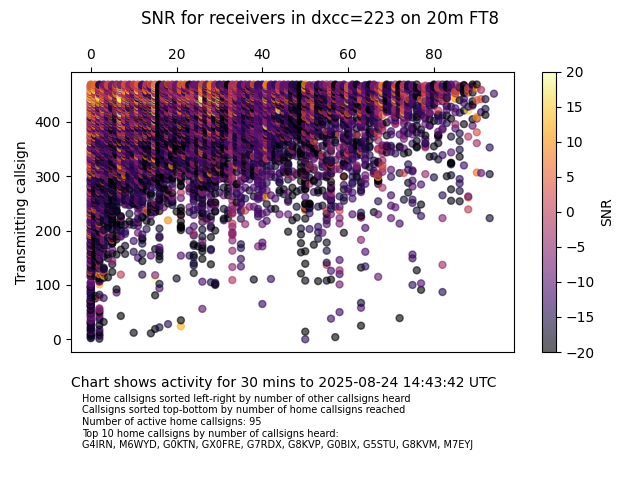 SNR for receivers in dxcc=223 on 20m FT8
0 20 40 60 80
400
300
200
100
0
Transmitting callsign
20
15
10
5
0
−5
−10
−15
−20
SNR
Chart shows activity for 30 mins to 2025-08-24 14:43:42 UTC
Home callsigns sorted left-right by number of other callsigns heard
Callsigns sorted top-bottom by number of home callsigns reached
Number of active home callsigns: 95
Top 10 home callsigns by number of callsigns heard:
G4IRN, M6WYD, G0KTN, GX0FRE, G7RDX, G8KVP, G0BIX, G5STU, G8KVM, M7EYJ